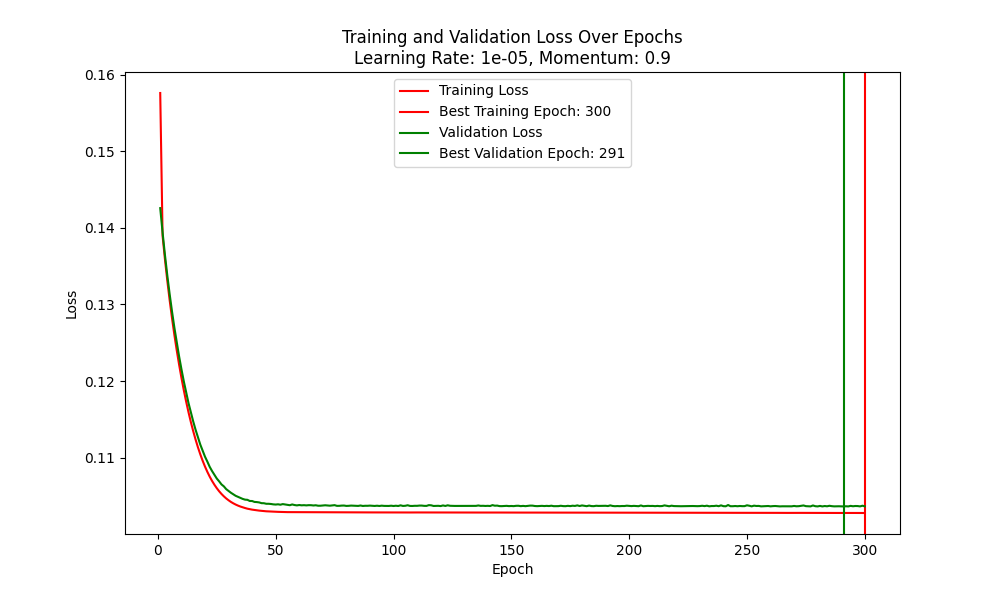 Training and Validation Loss Over Epochs
Learning Rate: 1e-05, Momentum: 0.9
Training Loss
Best Training Epoch: 300
Validation Loss
Best Validation Epoch: 291
0.16
0.15
0.14
0.13
0.12
0.11
Loss
0 50 100 150 200 250 300
Epoch